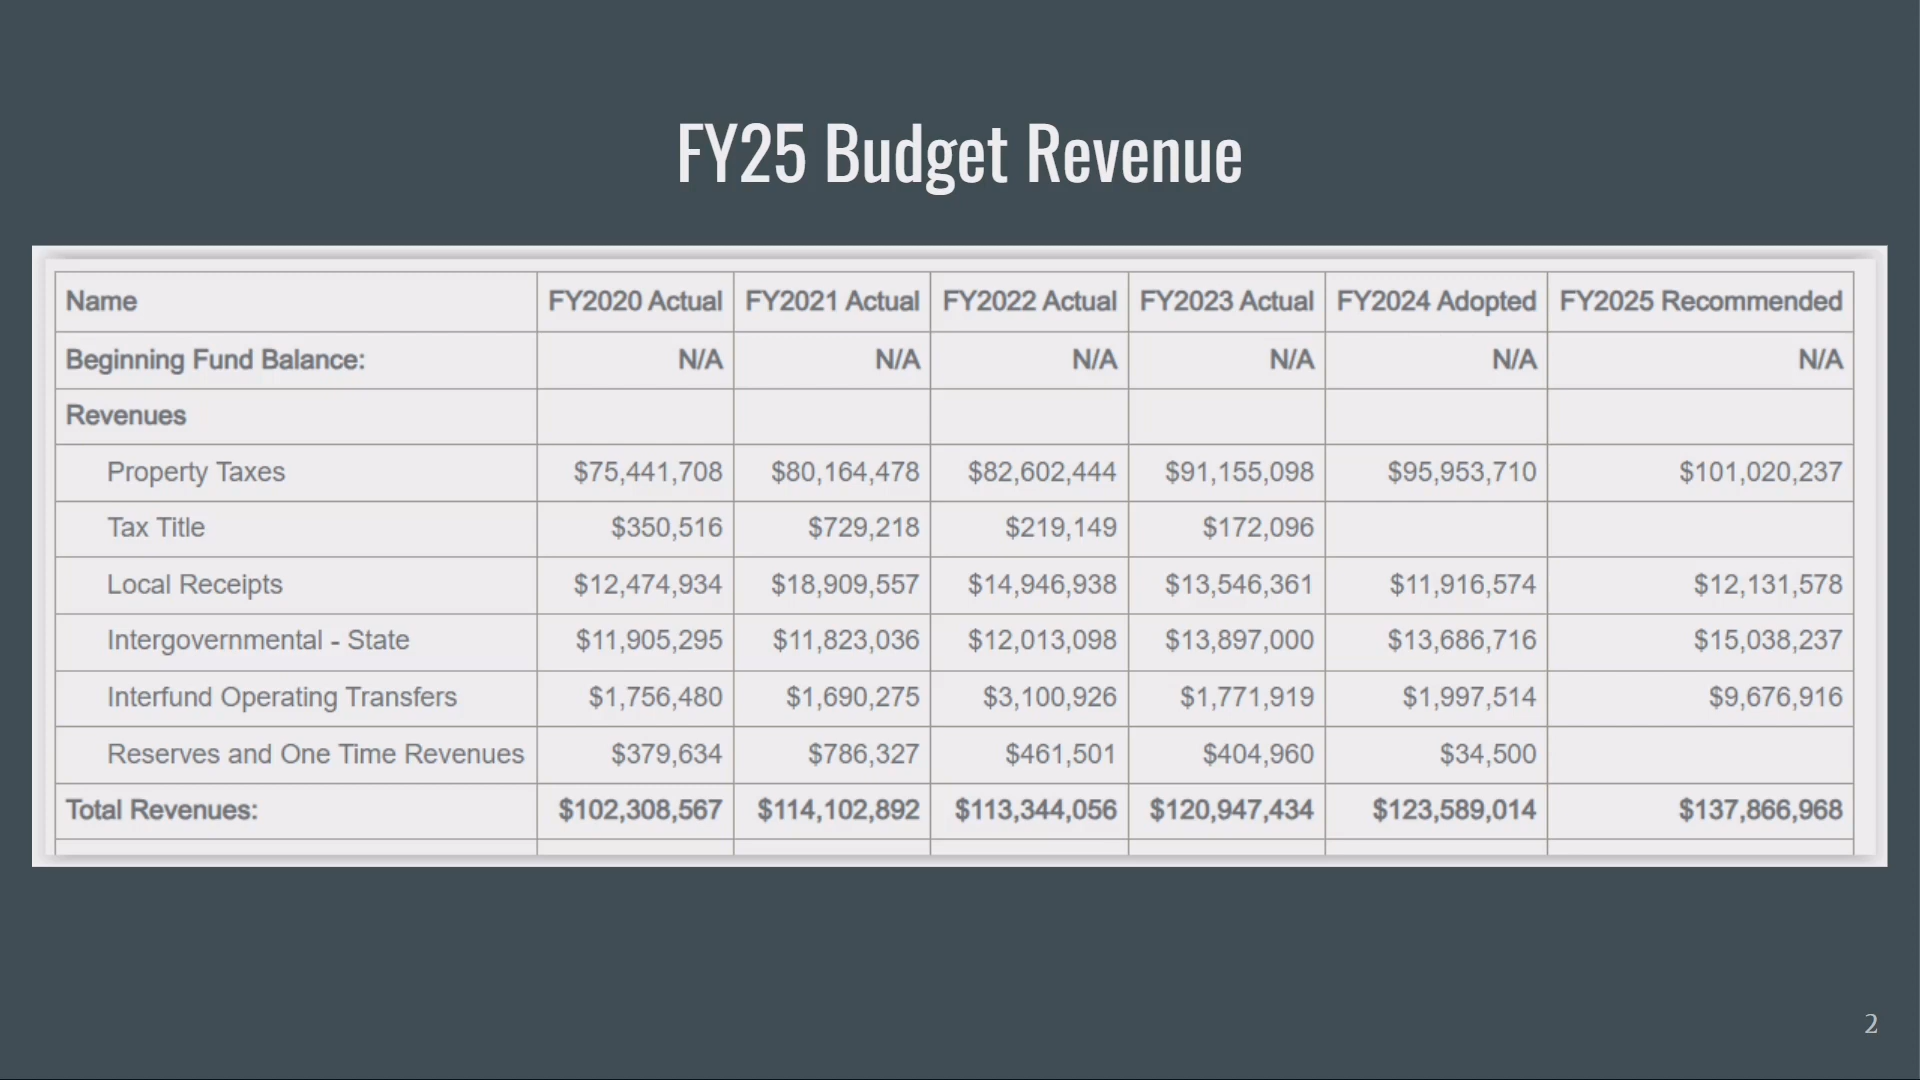 FY25 Budget Revenue
Name FY2020 Actual FY2021 Actual FY2022 Actual FY2023 Actual FY2024 Adopted FY2025 Recommended
Beginning Fund Balance: N/A N/A N/A N/A N/A N/A
Revenues
Property Taxes $75,441,708 $80,164,478 $82,602,444 $91,155,098 $95,953,710 $101,020,237
Tax Title $350,516 $729,218 $219,149 $172,096
Local Receipts $12,474,934 $18,909,557 $14,946,938 $13,546,361 $11,916,574 $12,131,578
Intergovernmental - State $11,905,295 $11,823,036 $12,013,098 $13,897,000 $13,686,716 $15,038,237
Interfund Operating Transfers $1,756,480 $1,690,275 $3,100,926 $1,771,919 $1,997,514 $9,676,916
Reserves and One Time Revenues $379,634 $786,327 $461,501 $404,960 $34,500
Total Revenues: $102,308,567 $114,102,892 $113,344,056 $120,947,434 $123,589,014 $137,866,968
2